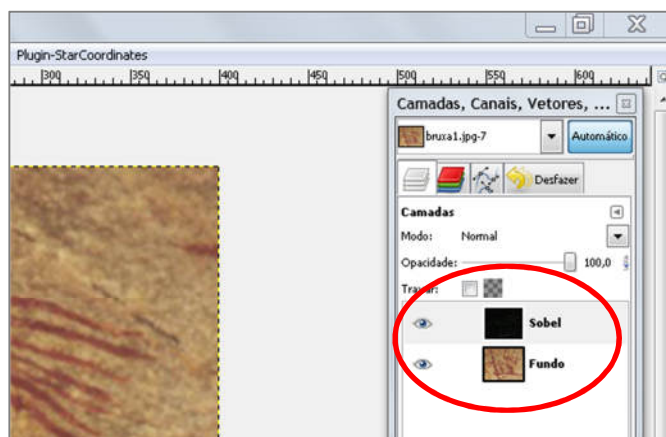 Plugin-StarCoordinates
300 350 400 450 500 550 600
Camadas, Canais, Vetores, ...
bruxa1.jpg-7 Automático
Desfazer
Camadas
Modo: Normal
Opacidade: 100,0
Sobel
Fundo